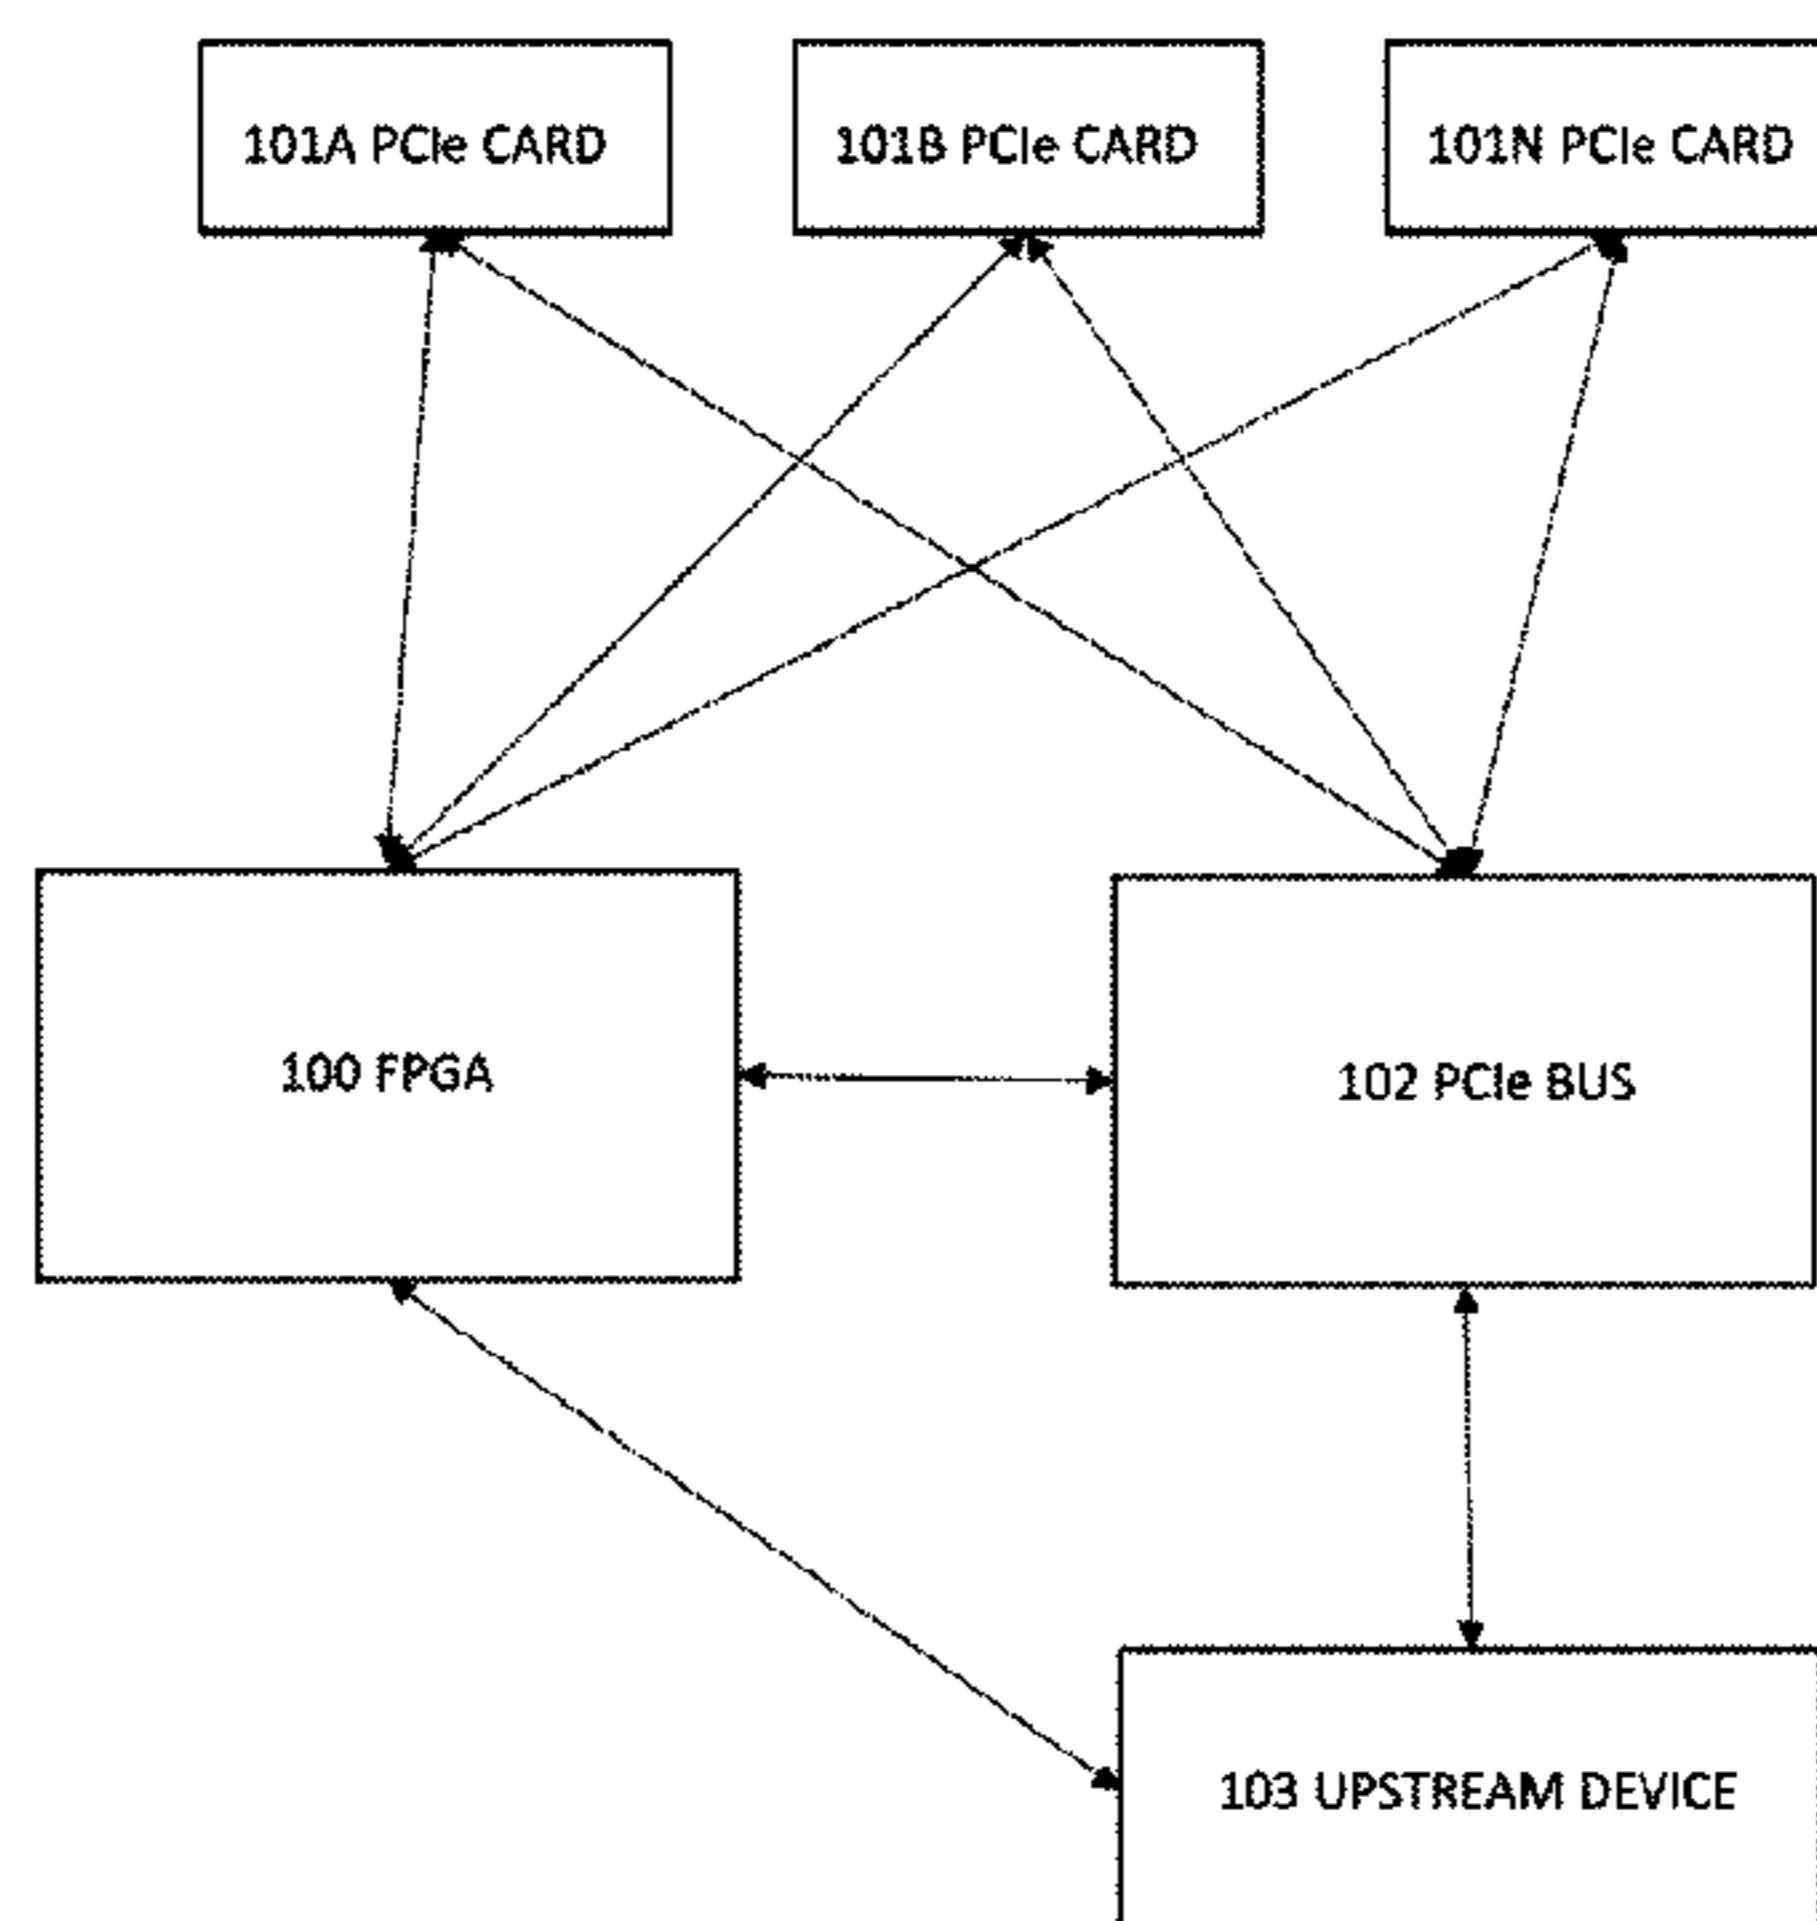 101A PCIe CARD
101B PCIe CARD
101N PCIe CARD
100 FPGA
102 PCIe BUS
103 UPSTREAM DEVICE